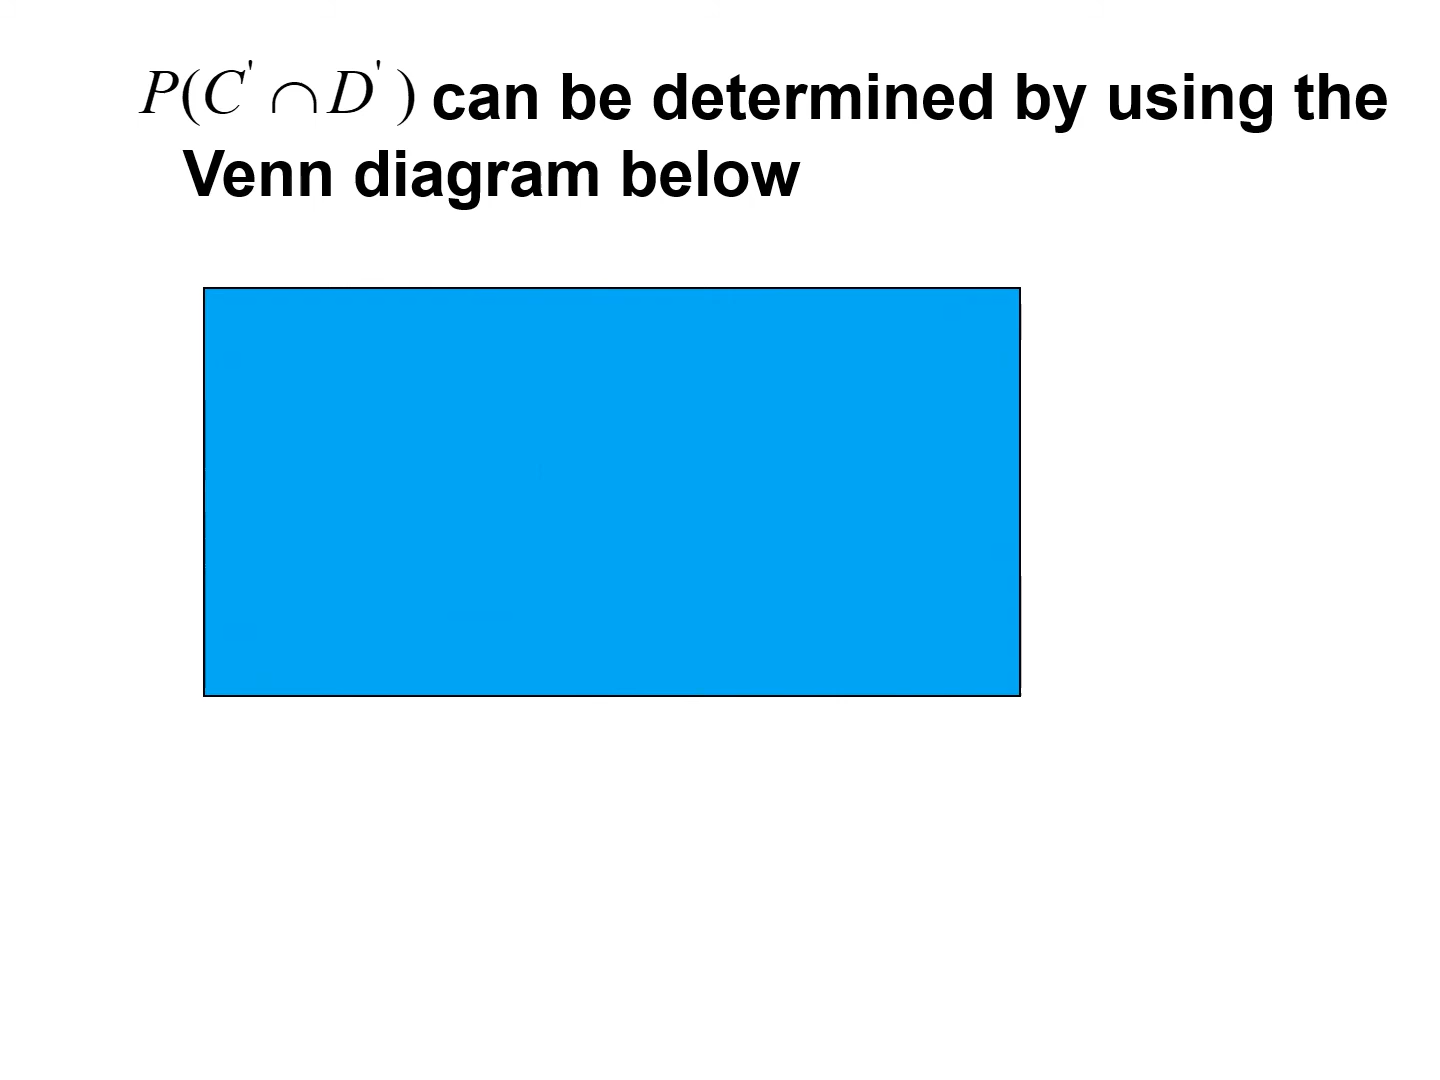 P(C' ∩ D') can be determined by using the
Venn diagram below